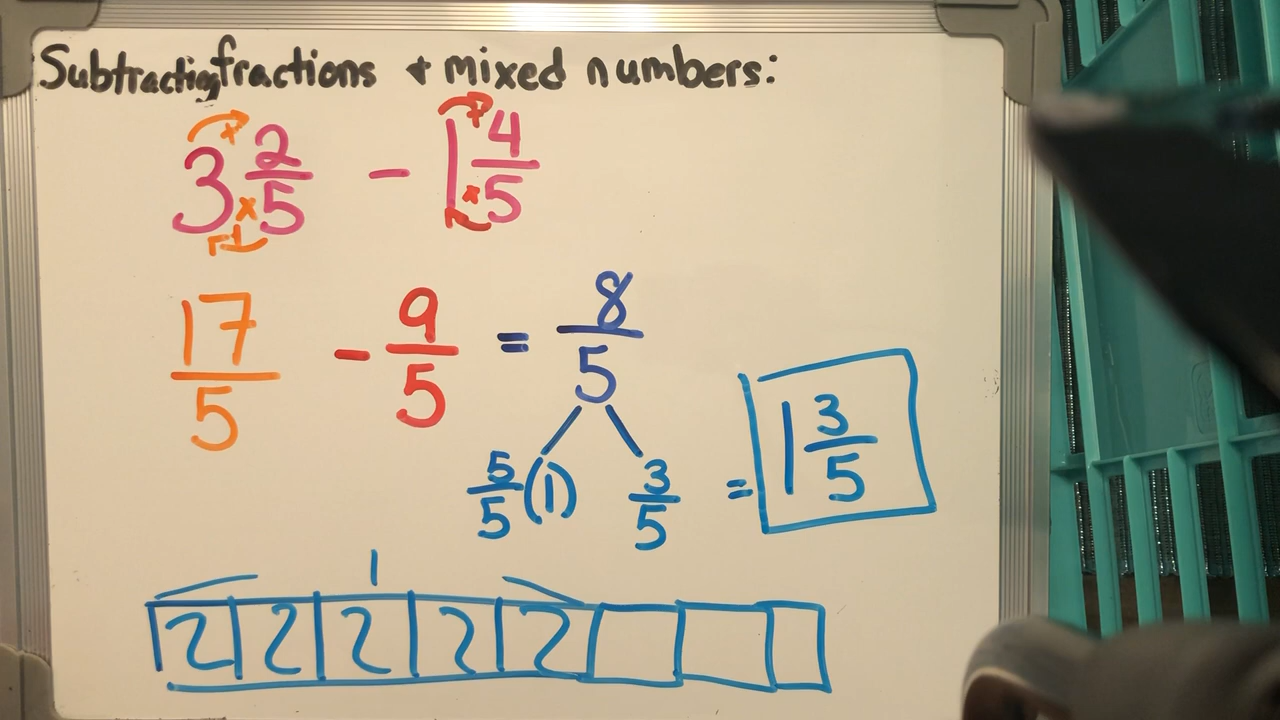 Subtracting fractions + mixed numbers:
3 2/5 - 1 4/5
x x x x
17/5 - 9/5 = 8/5
5/5 (1) 3/5 = 1 3/5
1
2 2 2 2 2